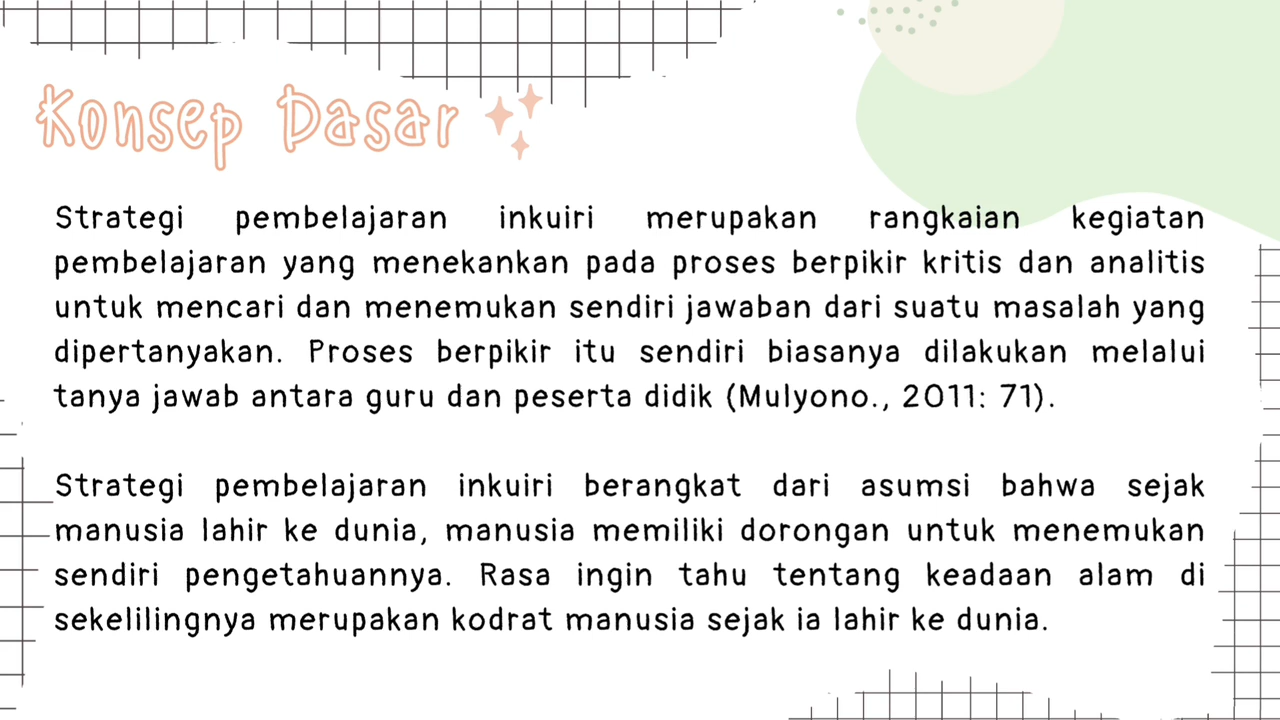 Konsep Dasar
Strategi pembelajaran inkuiri merupakan rangkaian kegiatan
pembelajaran yang menekankan pada proses berpikir kritis dan analitis
untuk mencari dan menemukan sendiri jawaban dari suatu masalah yang
dipertanyakan. Proses berpikir itu sendiri biasanya dilakukan melalui
tanya jawab antara guru dan peserta didik (Mulyono., 2011: 71).
Strategi pembelajaran inkuiri berangkat dari asumsi bahwa sejak
manusia lahir ke dunia, manusia memiliki dorongan untuk menemukan
sendiri pengetahuannya. Rasa ingin tahu tentang keadaan alam di
sekelilingnya merupakan kodrat manusia sejak ia lahir ke dunia.